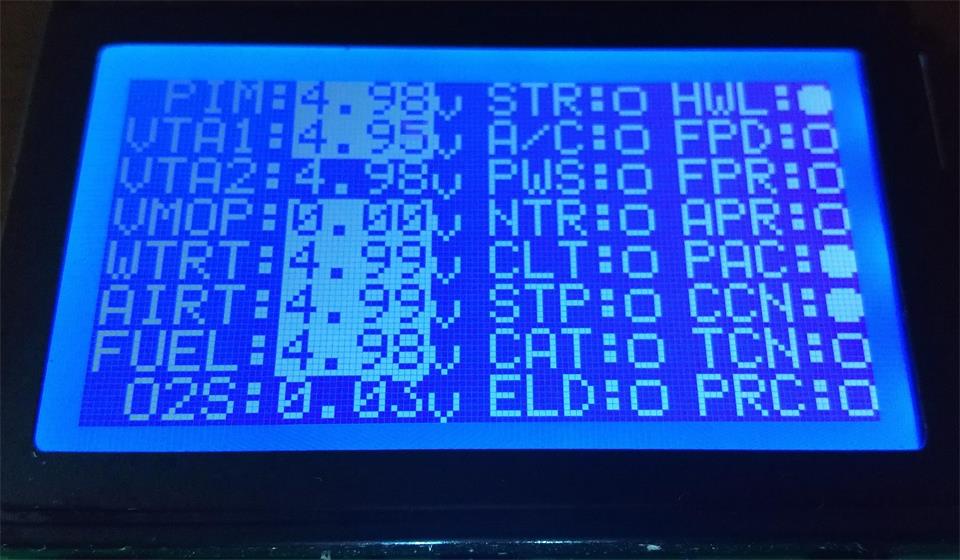 PIM:4.98v STR:○ HWL:●
VTA1:4.95v A/C:○ FPD:○
VTA2:4.98v PWS:○ FPR:○
VMOP:0.00v NTR:○ APR:○
WTRT:4.99v CLT:○ PAC:●
AIRT:4.99v STP:○ CCN:●
FUEL:4.98v CAT:○ TCN:○
O2S:0.03v ELD:○ PRC:○